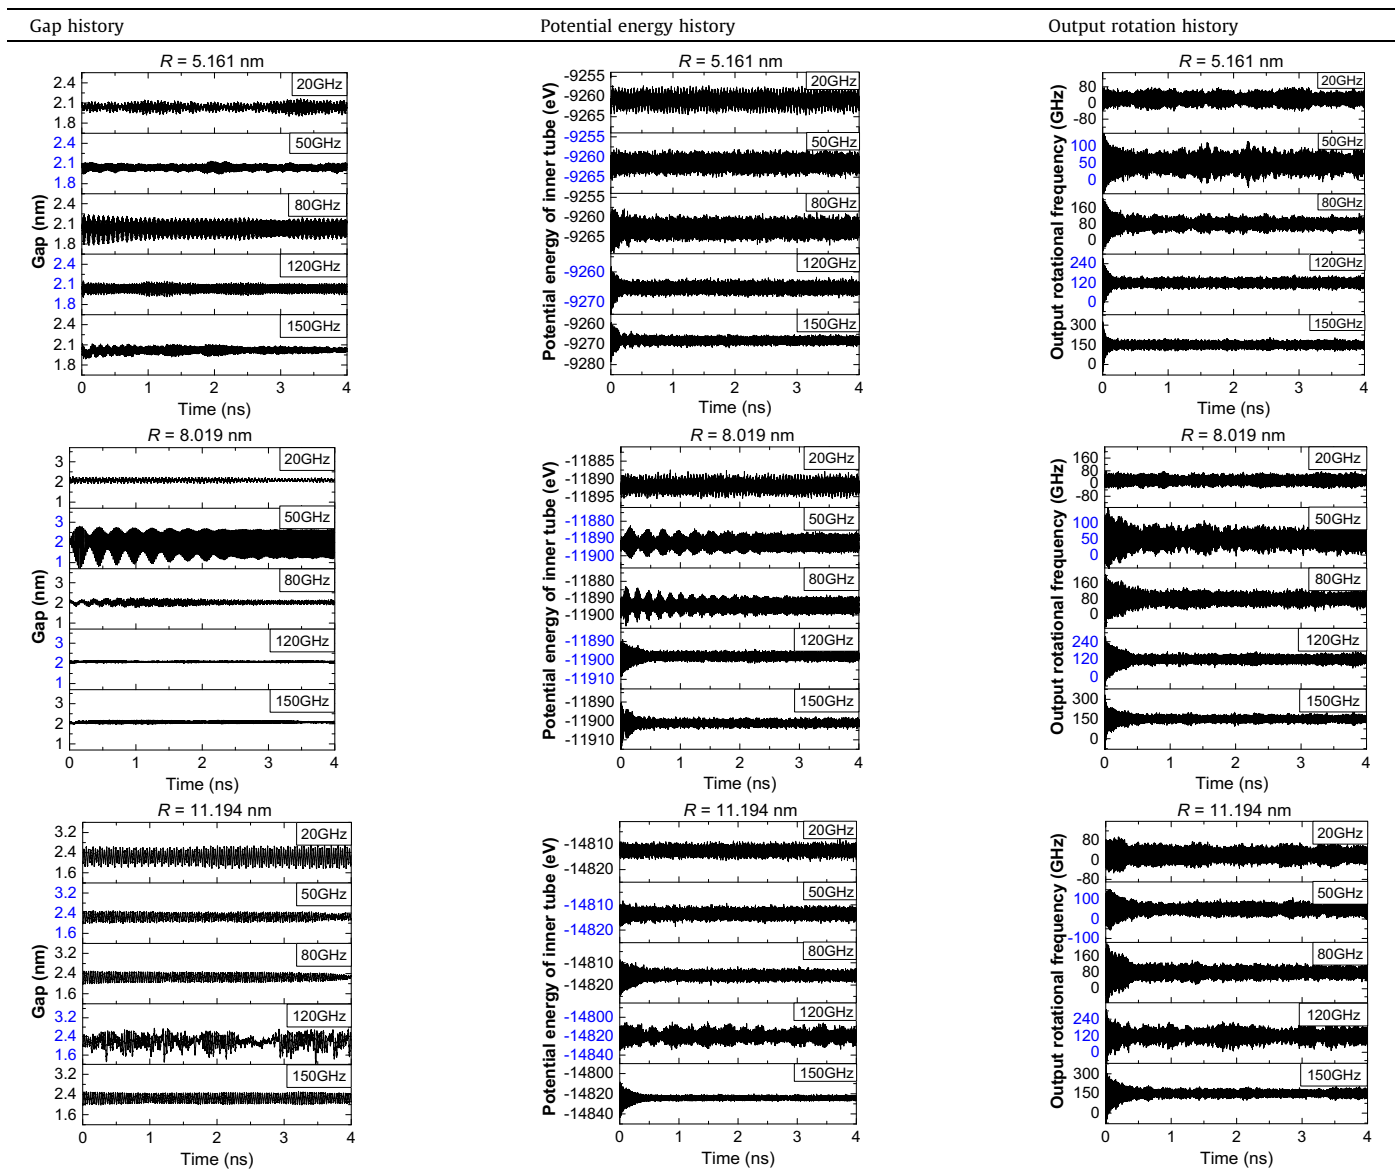 Gap history
Potential energy history
Output rotation history
R = 5.161 nm
Gap (nm)
2.4
2.1
1.8
20GHz
2.4
2.1
1.8
50GHz
2.4
2.1
1.8
80GHz
2.4
2.1
1.8
120GHz
2.4
2.1
1.8
150GHz
0 1 2 3 4
Time (ns)
R = 5.161 nm
Potential energy of inner tube (eV)
-9255
-9260
-9265
20GHz
-9255
-9260
-9265
50GHz
-9255
-9260
-9265
80GHz
-9260
-9270
120GHz
-9260
-9270
-9280
150GHz
0 1 2 3 4
Time (ns)
R = 5.161 nm
Output rotational frequency (GHz)
80
0
-80
20GHz
100
50
0
50GHz
160
80
0
80GHz
240
120
0
120GHz
300
150
0
150GHz
0 1 2 3 4
Time (ns)
R = 8.019 nm
Gap (nm)
3
2
1
20GHz
3
2
1
50GHz
3
2
1
80GHz
3
2
1
120GHz
3
2
1
150GHz
0 1 2 3 4
Time (ns)
R = 8.019 nm
Potential energy of inner tube (eV)
-11885
-11890
-11895
20GHz
-11880
-11890
-11900
50GHz
-11880
-11890
-11900
80GHz
-11890
-11900
-11910
120GHz
-11890
-11900
-11910
150GHz
0 1 2 3 4
Time (ns)
R = 8.019 nm
Output rotational frequency (GHz)
160
80
0
-80
20GHz
100
50
0
50GHz
160
80
0
80GHz
240
120
0
120GHz
300
150
0
150GHz
0 1 2 3 4
Time (ns)
R = 11.194 nm
Gap (nm)
3.2
2.4
1.6
20GHz
3.2
2.4
1.6
50GHz
3.2
2.4
1.6
80GHz
3.2
2.4
1.6
120GHz
3.2
2.4
1.6
150GHz
0 1 2 3 4
Time (ns)
R = 11.194 nm
Potential energy of inner tube (eV)
-14810
-14820
20GHz
-14810
-14820
50GHz
-14810
-14820
80GHz
-14800
-14820
-14840
120GHz
-14800
-14820
-14840
150GHz
0 1 2 3 4
Time (ns)
R = 11.194 nm
Output rotational frequency (GHz)
80
0
-80
20GHz
100
0
-100
50GHz
160
80
0
80GHz
240
120
0
120GHz
300
150
0
150GHz
0 1 2 3 4
Time (ns)